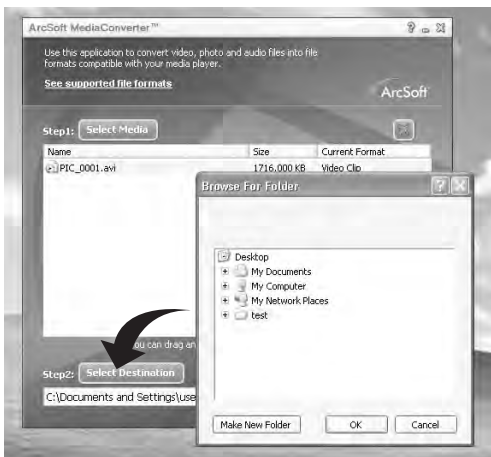 ArcSoft MediaConverter™
Use this application to convert video, photo and audio files into file
formats compatible with your media player.
See supported file formats
ArcSoft
Step1: Select Media
Name Size Current Format
PIC_0001.avi 1716.000 KB Video Clip
Browse For Folder
Desktop
My Documents
My Computer
My Network Places
test
ou can drag an
Step2: Select Destination
C:\Documents and Settings\use
Make New Folder OK Cancel